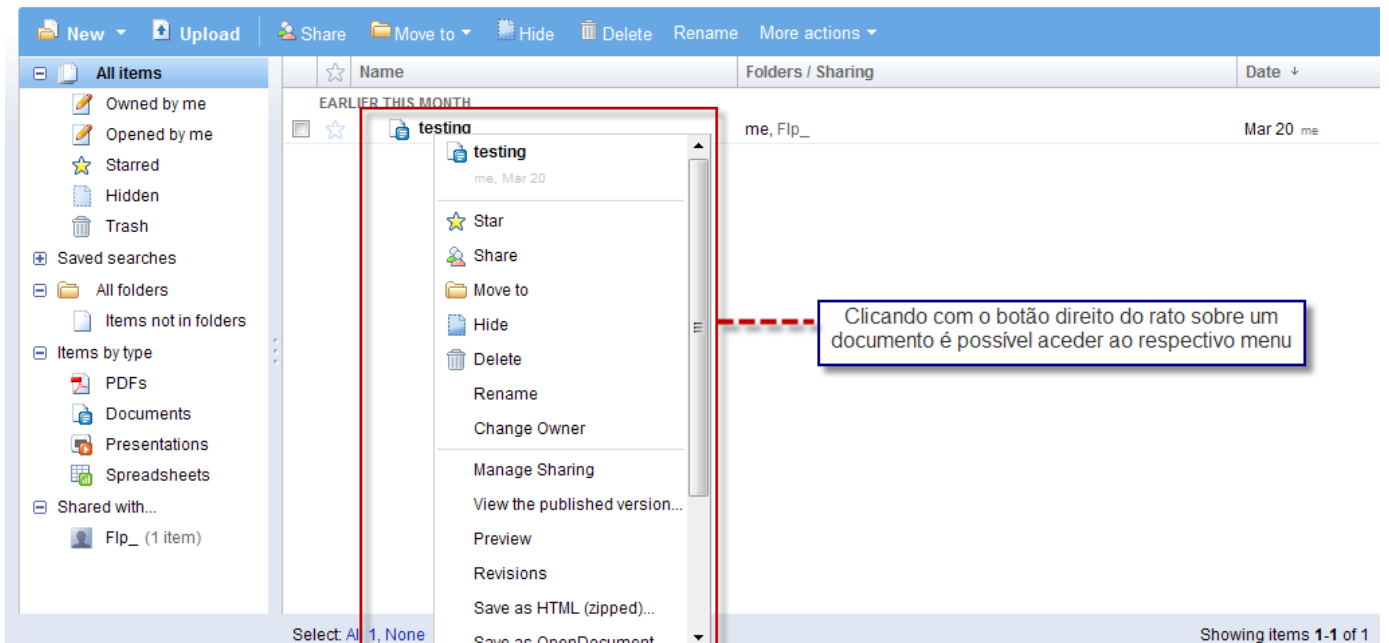 New Upload Share Move to Hide Delete Rename More actions
All items
Owned by me
Opened by me
Starred
Hidden
Trash
Saved searches
All folders
Items not in folders
Items by type
PDFs
Documents
Presentations
Spreadsheets
Shared with...
Flp_ (1 item)
Name Folders / Sharing Date
EARLIER THIS MONTH
testing me, Flp_ Mar 20 me
testing
me, Mar 20
Star
Share
Move to
Hide
Delete
Rename
Change Owner
Manage Sharing
View the published version...
Preview
Revisions
Save as HTML (zipped)...
Save as OpenDocument
Clicando com o botão direito do rato sobre um
documento é possível aceder ao respectivo menu
Select: All 1, None Showing items 1-1 of 1